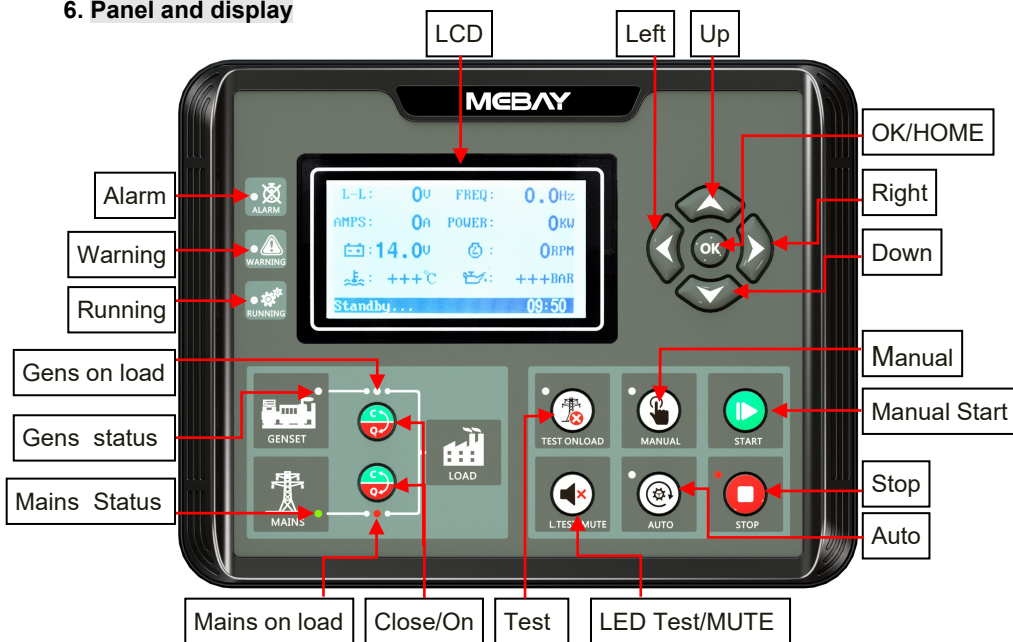 6. Panel and display
LCD
Left
Up
MEBAY
OK/HOME
Alarm
ALARM
L-L: 0V FREQ: 0.0Hz
Right
AMPS: 0A POWER: 0KW
Warning
WARNING
:14.0V : 0RPM
OK
Down
Running
RUNNING
: +++℃ : +++BAR
Standby... 09:50
Gens on load
Manual
Gens status
GENSET
C
O
LOAD
TEST ONLOAD
MANUAL
START
Manual Start
Mains Status
MAINS
C
O
L.TEST/MUTE
AUTO
STOP
Stop
Auto
Mains on load
Close/On
Test
LED Test/MUTE